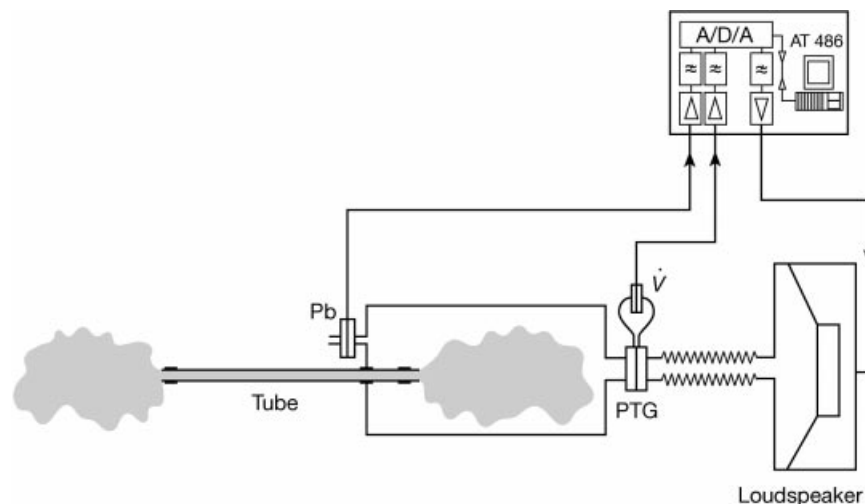 A/D/A
AT 486
Pb
V̇
Tube
PTG
Loudspeaker